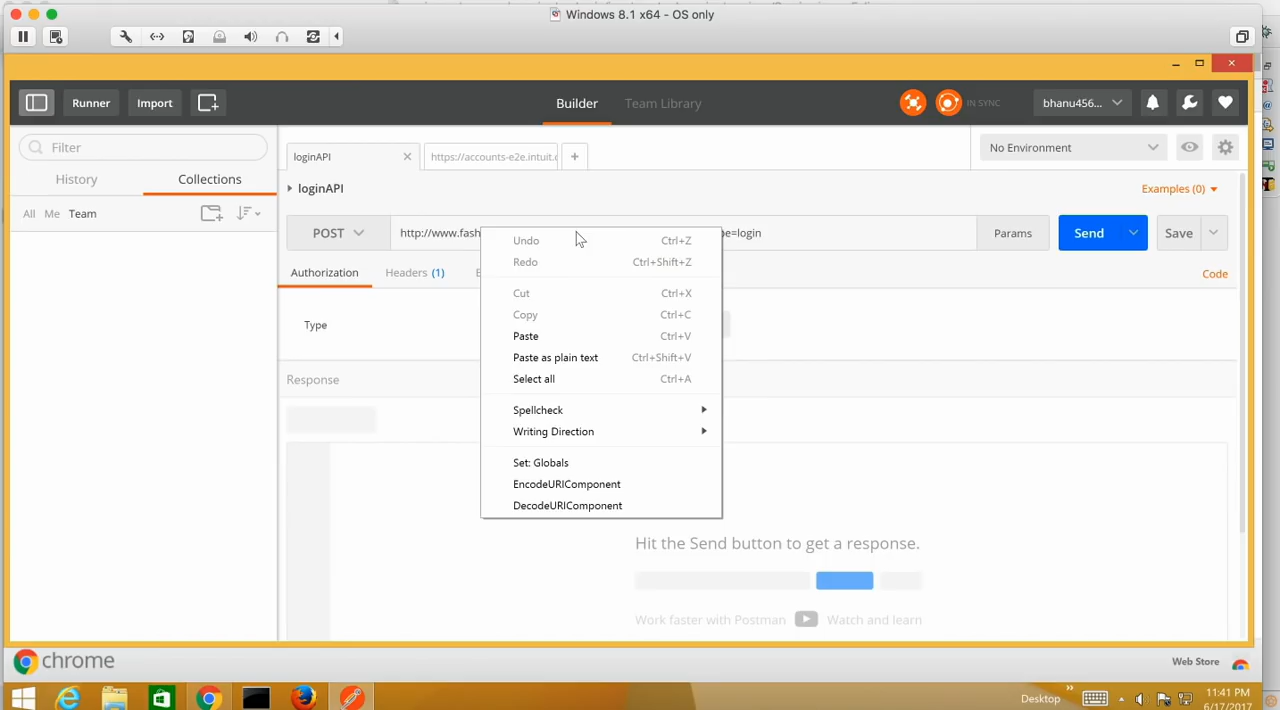 Windows 8.1 x64 - OS only
Runner
Import
Builder
Team Library
IN SYNC
bhanu456...
Filter
History
Collections
All Me Team
loginAPI
https://accounts-e2e.intuit.c
+
No Environment
loginAPI
Examples (0)
POST
http://www.fash
e=login
Params
Send
Save
Authorization
Headers (1)
Code
Type
Undo Ctrl+Z
Redo Ctrl+Shift+Z
Cut Ctrl+X
Copy Ctrl+C
Paste Ctrl+V
Paste as plain text Ctrl+Shift+V
Select all Ctrl+A
Spellcheck
Writing Direction
Set: Globals
EncodeURIComponent
DecodeURIComponent
Response
Hit the Send button to get a response.
Work faster with Postman Watch and learn
chrome
Web Store
Desktop
11:41 PM
6/17/2017